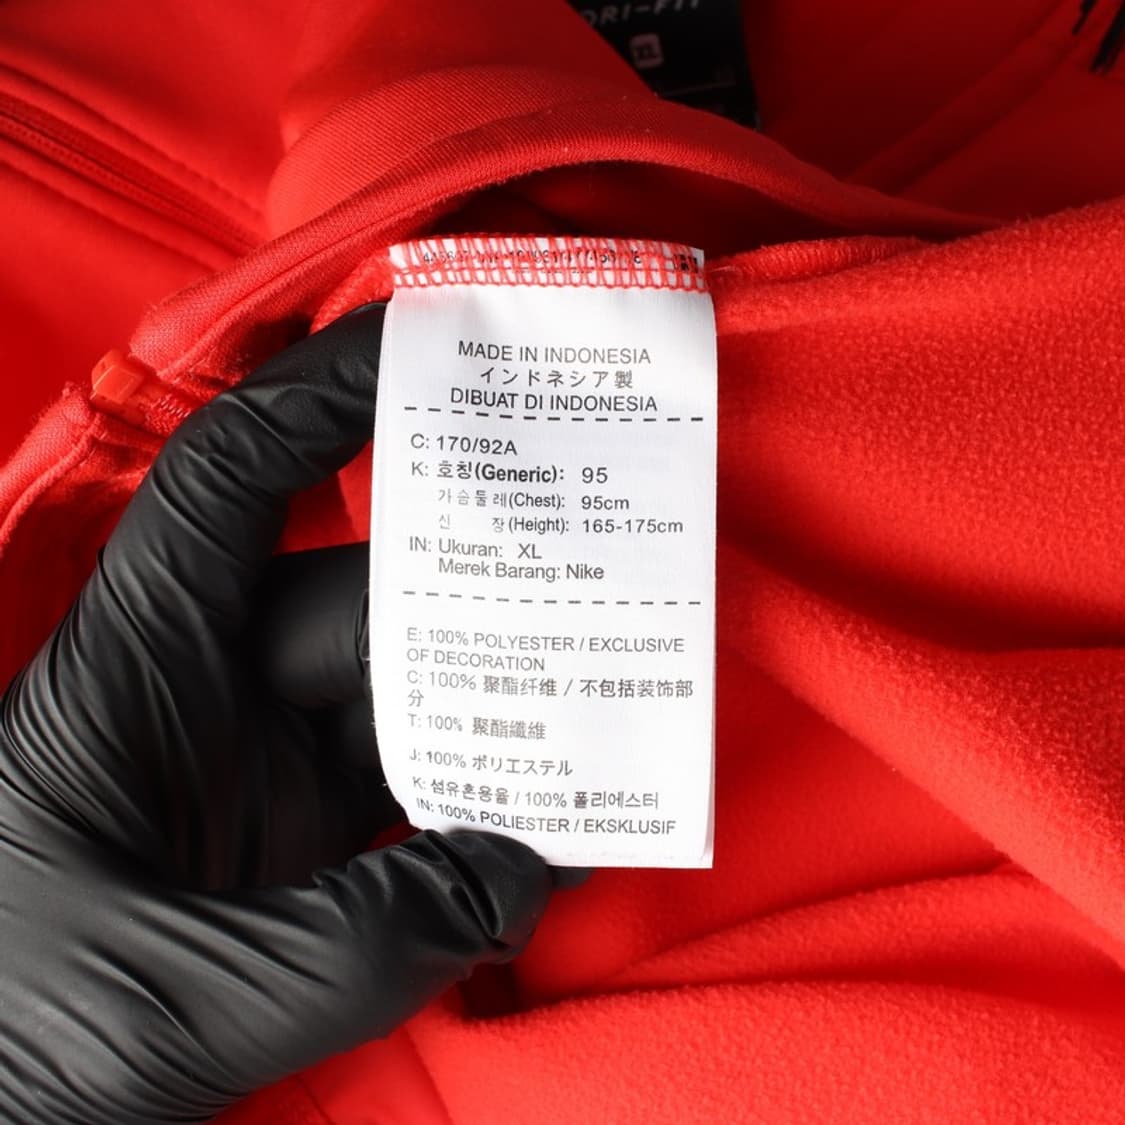 DRI-FIT
XL
MADE IN INDONESIA
インドネシア製
DIBUAT DI INDONESIA
C: 170/92A
K: 호칭(Generic): 95
가슴둘레(Chest): 95cm
신 장(Height): 165-175cm
IN: Ukuran: XL
Merek Barang: Nike
E: 100% POLYESTER / EXCLUSIVE
OF DECORATION
C: 100% 聚酯纤维 / 不包括装饰部
分
T: 100% 聚酯纖維
J: 100% ポリエステル
K: 섬유혼용율 / 100% 폴리에스터
IN: 100% POLIESTER / EKSKLUSIF